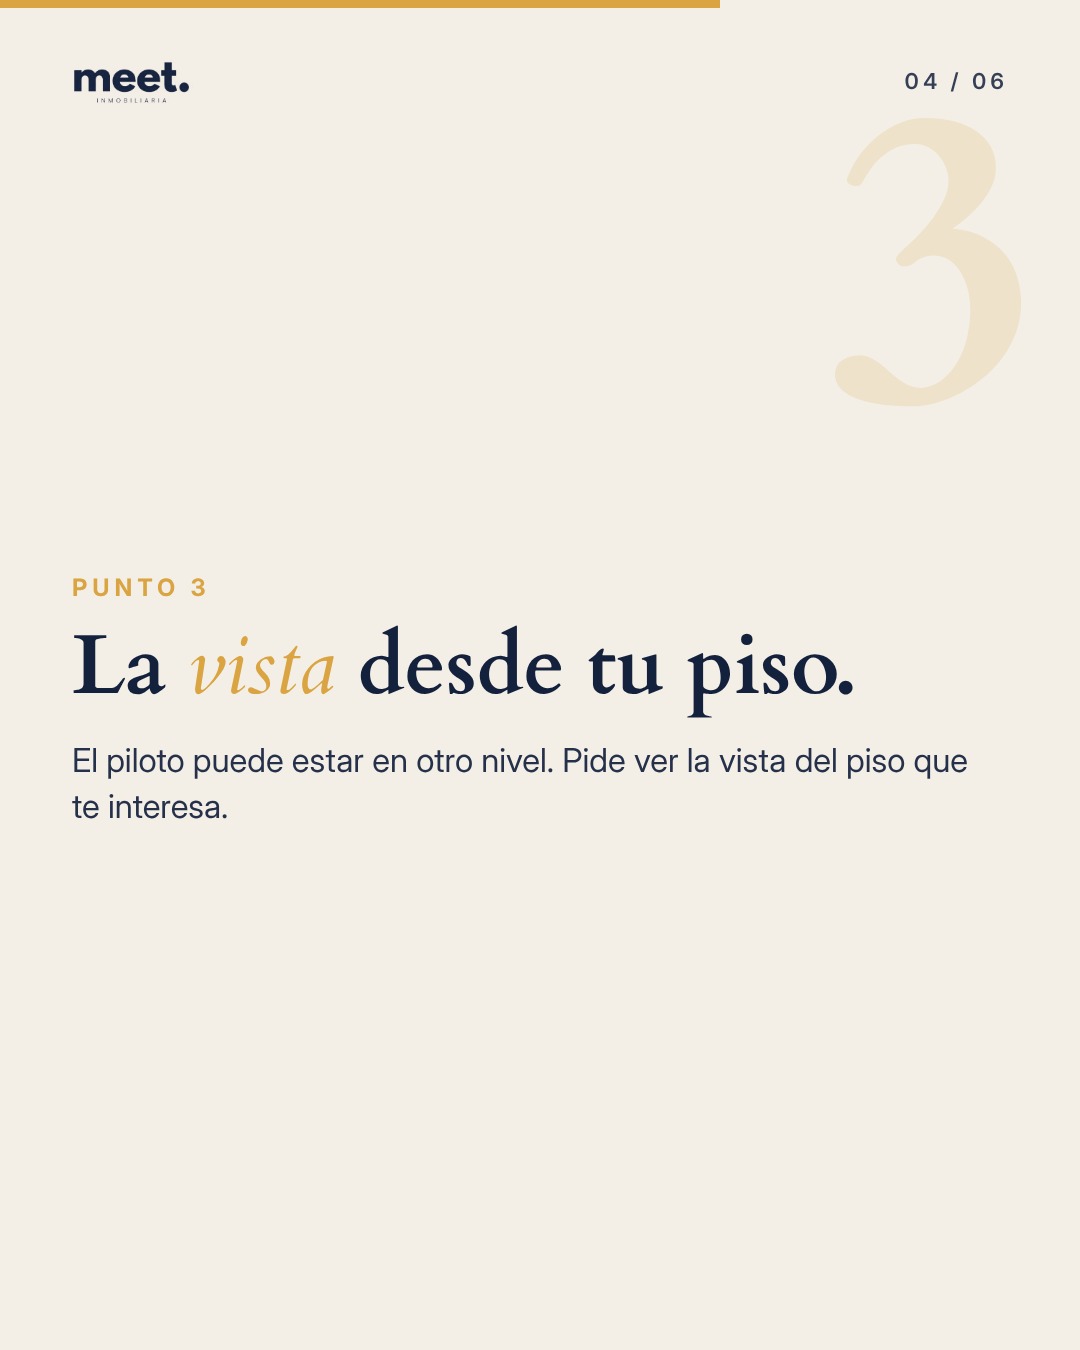 meet.
INMOBILIARIA
04 / 06
3
PUNTO 3
La vista desde tu piso.
El piloto puede estar en otro nivel. Pide ver la vista del piso que
te interesa.